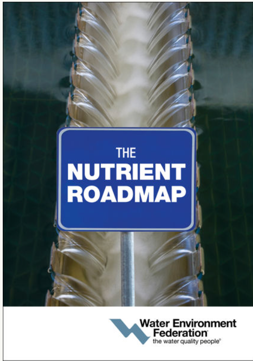 THE
NUTRIENT
ROADMAP
Water Environment
Federation
the water quality people®